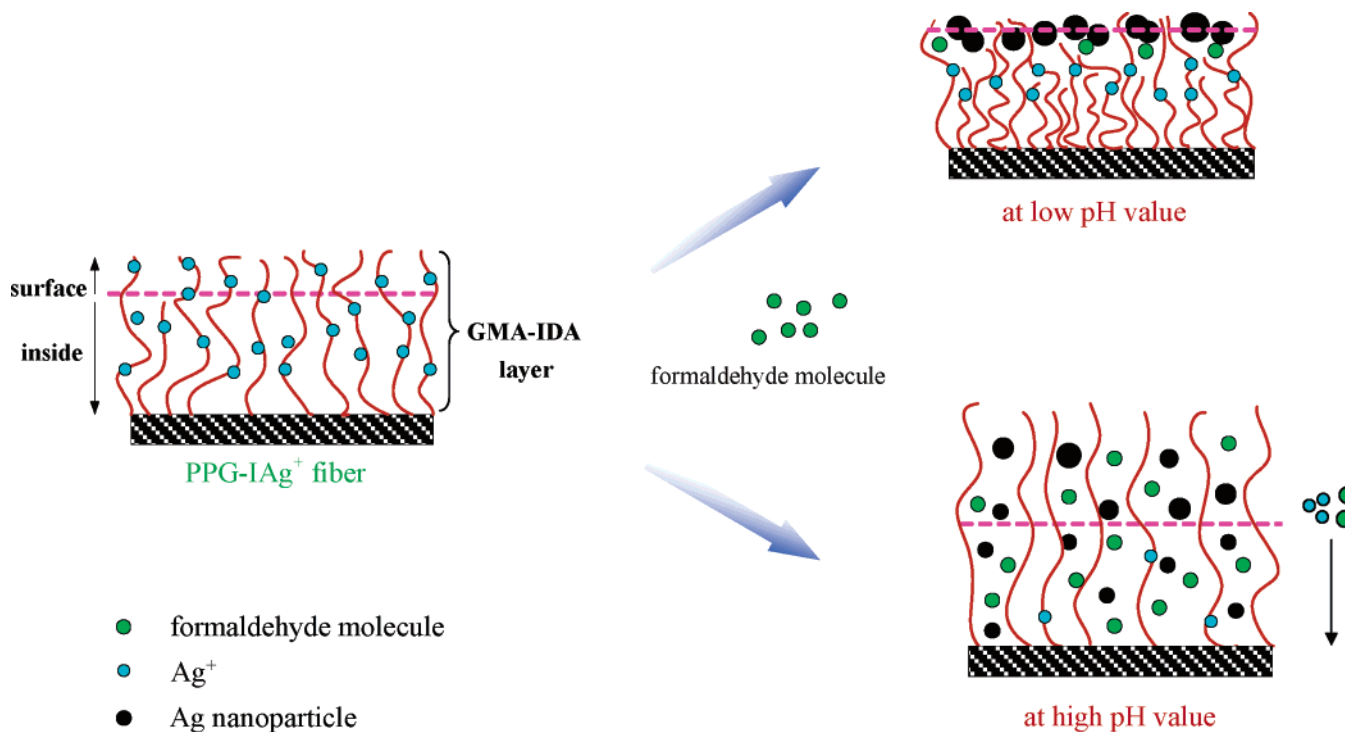 at low pH value
surface
inside
GMA-IDA
layer
PPG-IAg⁺ fiber
formaldehyde molecule
formaldehyde molecule
Ag⁺
Ag nanoparticle
at high pH value